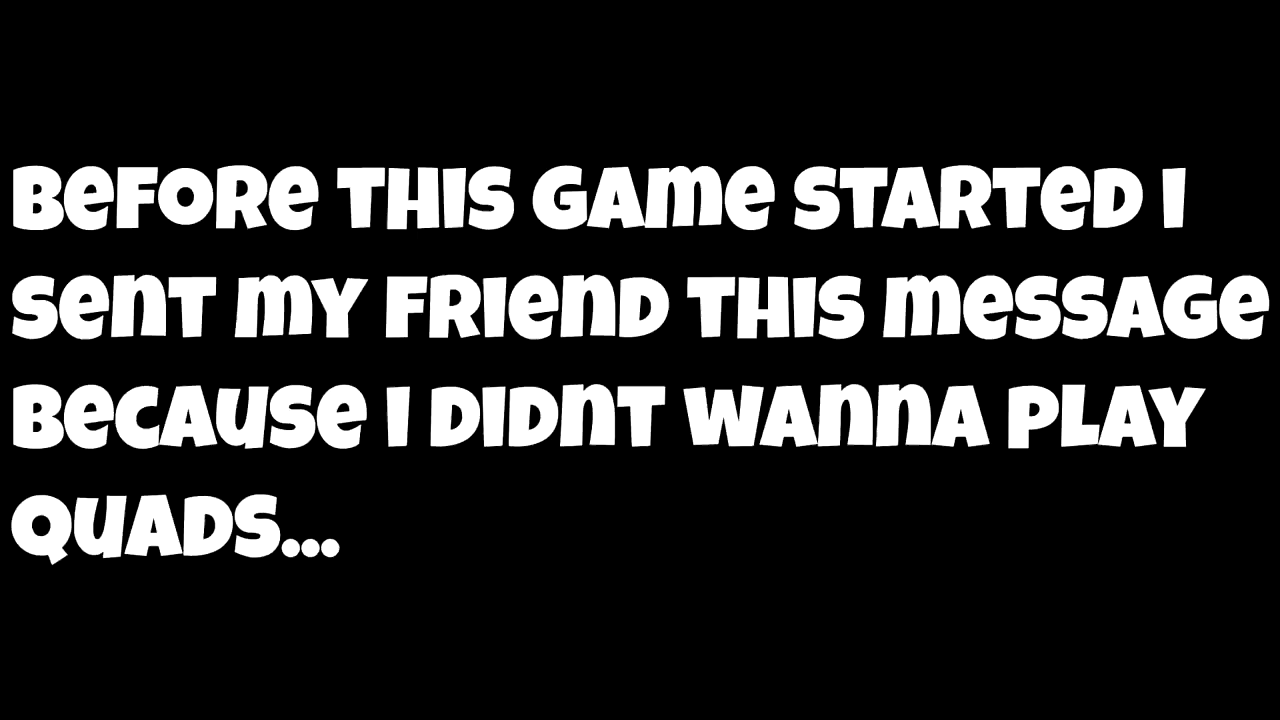 BEFORE THIS GAME STARTED I
SENT MY FRIEND THIS MESSAGE
BECAUSE I DIDNT WANNA PLAY
QUADS...